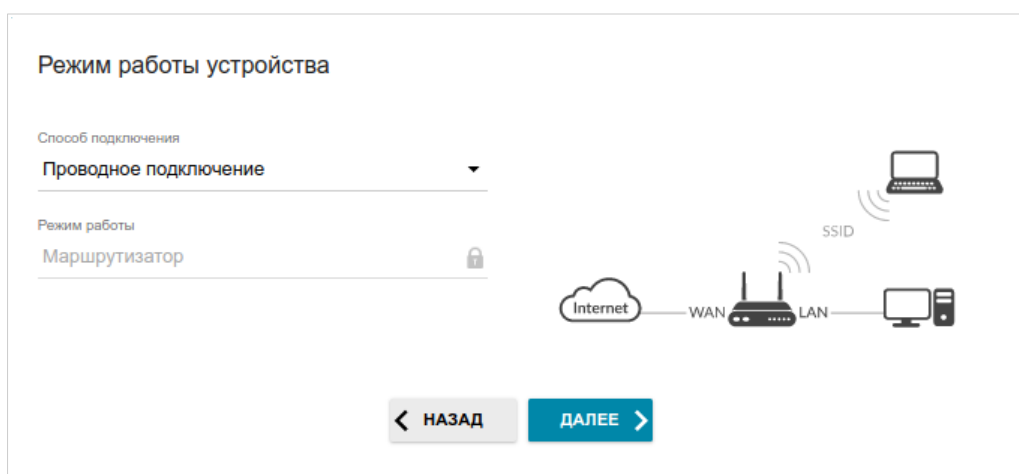 Режим работы устройства
Способ подключения
Проводное подключение
Режим работы
Маршрутизатор
SSID
Internet
WAN
LAN
НАЗАД
ДАЛЕЕ